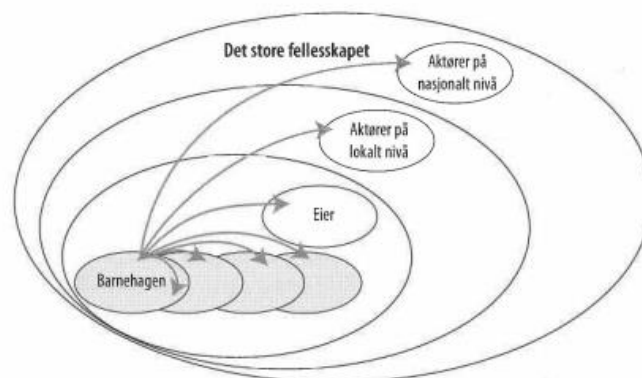 Det store fellesskapet
Aktører på
nasjonalt nivå
Aktører på
lokalt nivå
Eier
Barnehagen